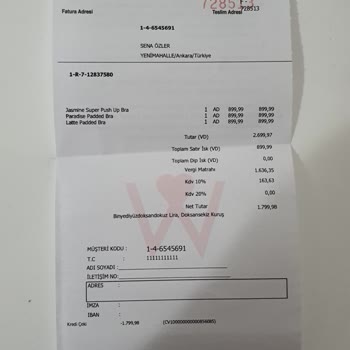 Fatura Adresi Teslim Adresi
728513
728513
1-4-6545691
SENA ÖZLER
YENİMAHALLE/Ankara/Türkiye
1-R-7-12837580
Jasmine Super Push Up Bra 1 AD 899,99 899,99
Paradise Padded Bra 1 AD 899,99 899,99
Latte Padded Bra 1 AD 899,99 899,99
Tutar (VD) 2.699,97
Toplam Satır İsk (VD) 899,99
Toplam Dip İsk (VD) 0,00
Vergi Matrahı 1.636,35
Kdv 10% 163,63
Kdv 20% 0,00
Net Tutar 1.799,98
Binyediyüzdoksandokuz Lira, Doksansekiz Kuruş
MÜŞTERİ KODU : 1-4-6545691
T.C : 11111111111
ADI SOYADI :
İLETİŞİM NO:
ADRES :
İMZA :
IBAN :
Kredi Çeki -1.799,98